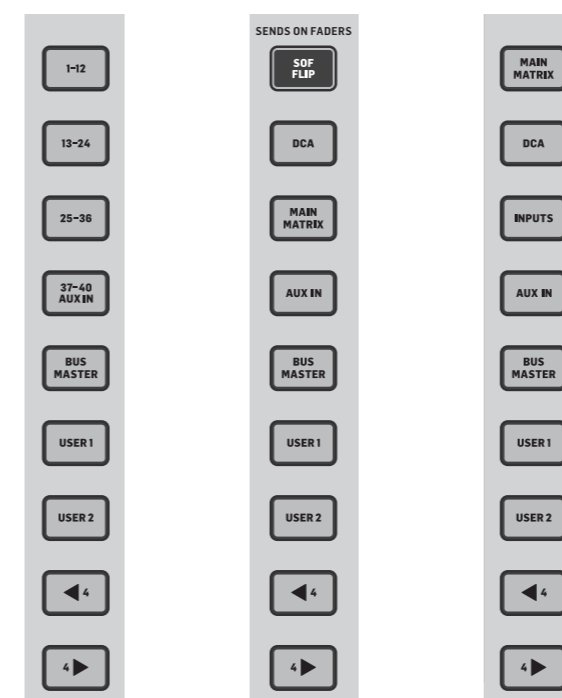 1-12
13-24
25-36
37-40
AUX IN
BUS
MASTER
USER 1
USER 2
◀ 4
4 ▶
SENDS ON FADERS
SOF
FLIP
DCA
MAIN
MATRIX
AUX IN
BUS
MASTER
USER 1
USER 2
◀ 4
4 ▶
MAIN
MATRIX
DCA
INPUTS
AUX IN
BUS
MASTER
USER 1
USER 2
◀ 4
4 ▶